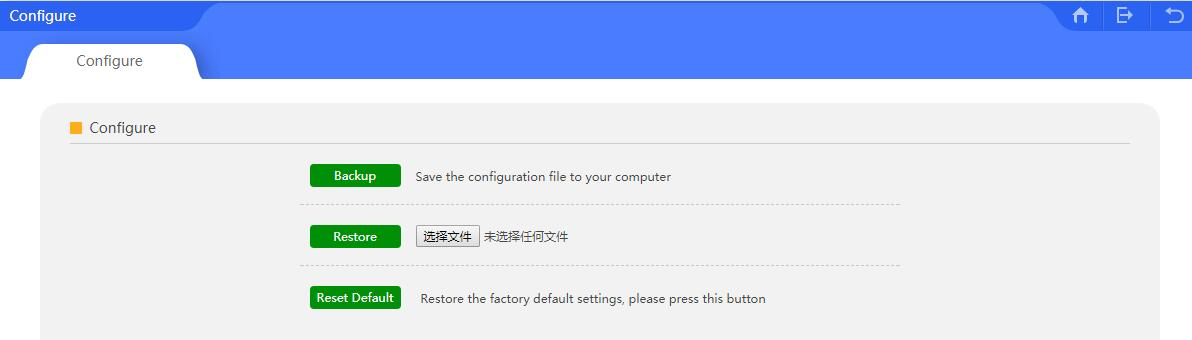 Configure
Configure
Configure
Backup Save the configuration file to your computer
Restore 选择文件 未选择任何文件
Reset Default Restore the factory default settings, please press this button